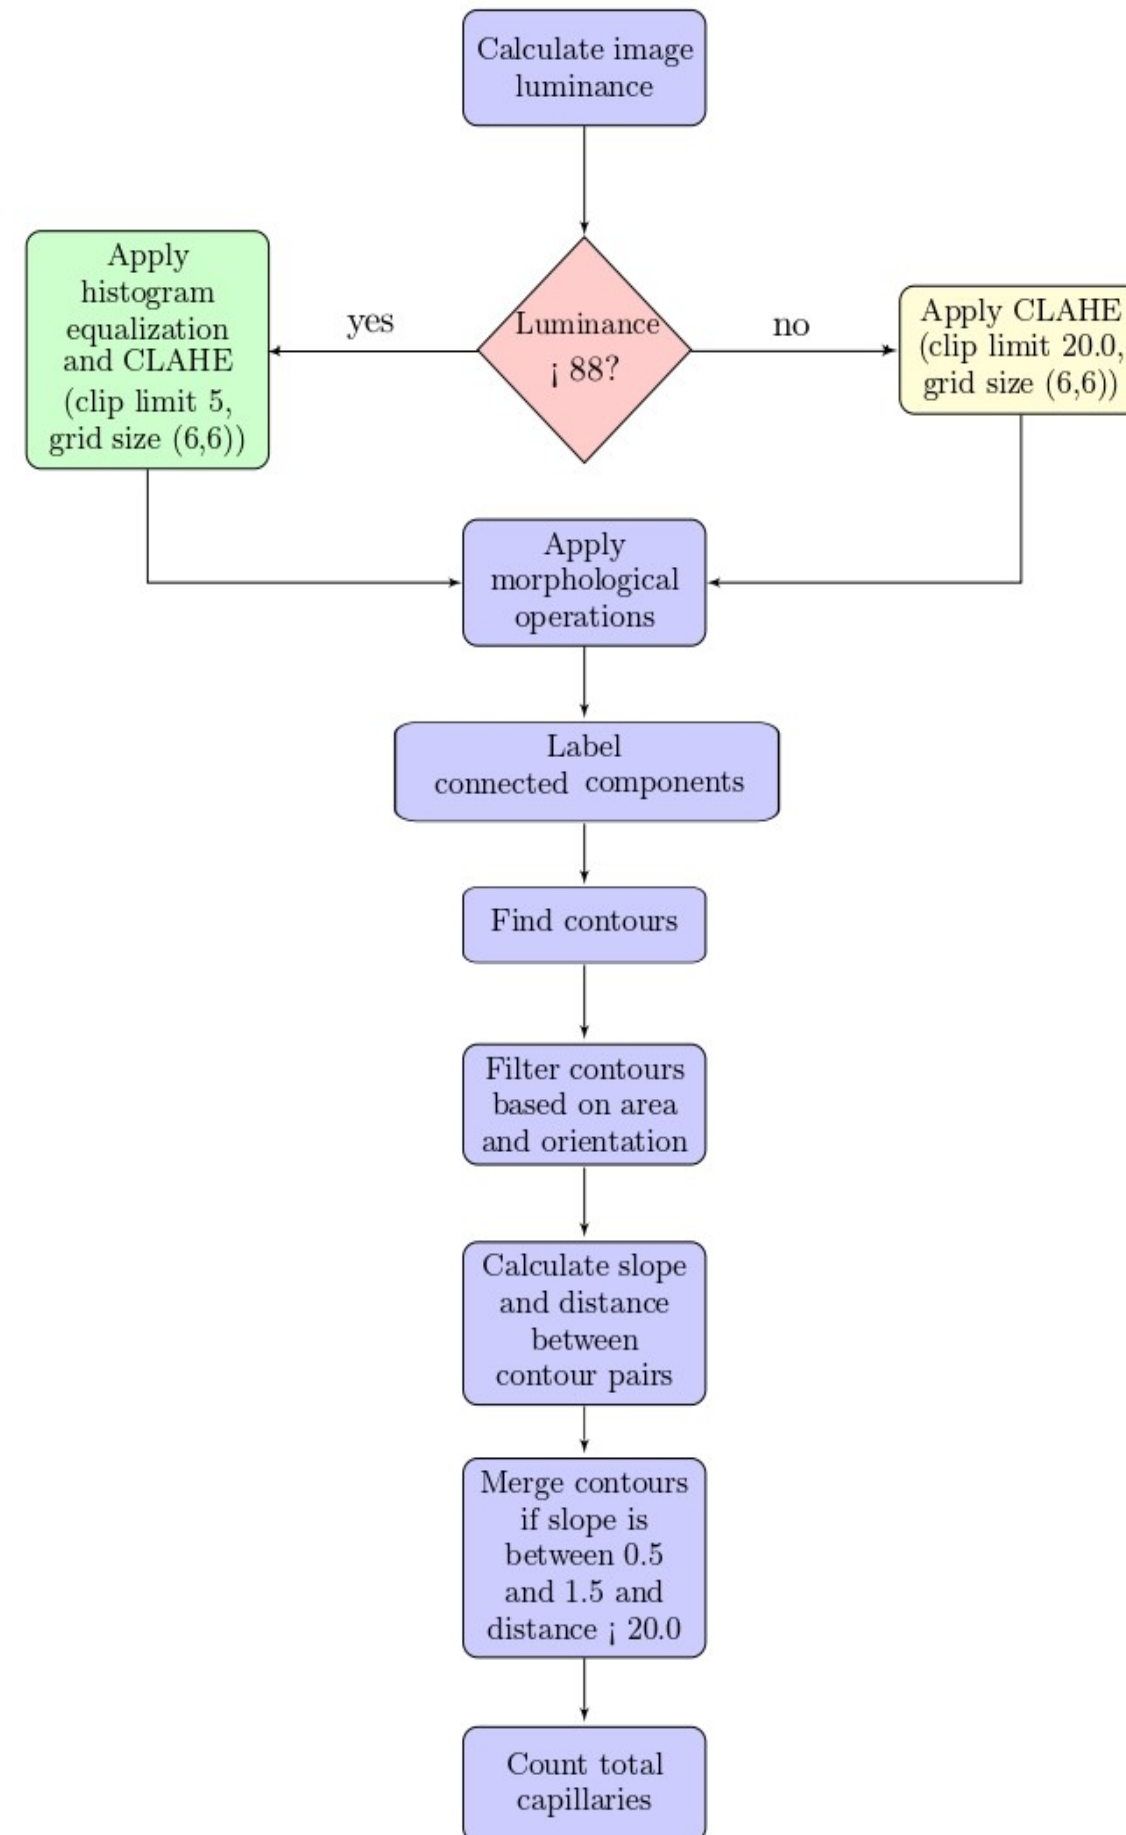 Calculate image
luminance
Apply
histogram
equalization
and CLAHE
(clip limit 5,
grid size (6,6))
yes
Luminance
¡ 88?
no
Apply CLAHE
(clip limit 20.0,
grid size (6,6))
Apply
morphological
operations
Label
connected components
Find contours
Filter contours
based on area
and orientation
Calculate slope
and distance
between
contour pairs
Merge contours
if slope is
between 0.5
and 1.5 and
distance ¡ 20.0
Count total
capillaries